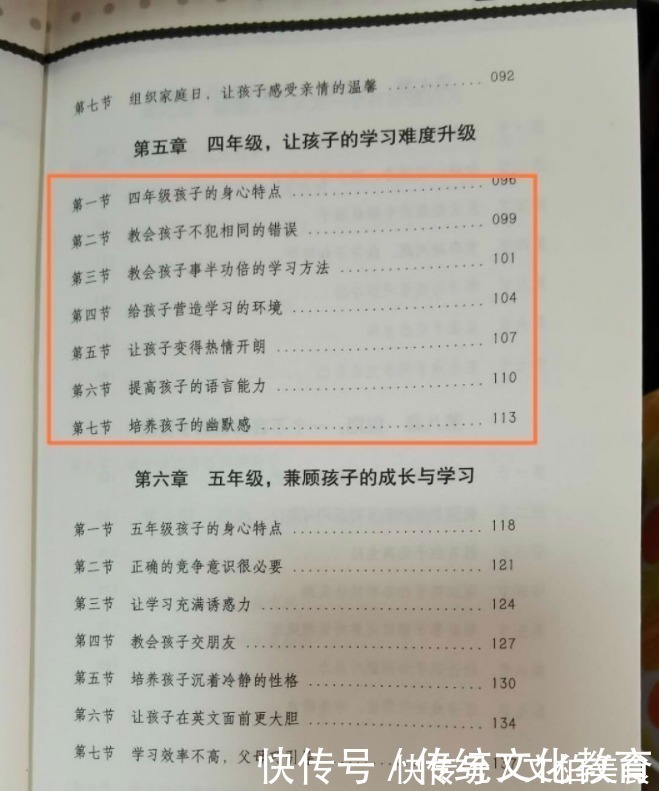 第七节 组织家庭日，让孩子感受亲情的温馨 ............ 092
第五章 四年级，让孩子的学习难度升级
第一节 四年级孩子的身心特点 ........................ 096
第二节 教会孩子不犯相同的错误 ........................ 099
第三节 教会孩子事半功倍的学习方法 .................. 101
第四节 给孩子营造学习的环境 ........................ 104
第五节 让孩子变得热情开朗 ........................ 107
第六节 提高孩子的语言能力 ........................ 110
第七节 培养孩子的幽默感 ........................ 113
第六章 五年级，兼顾孩子的成长与学习
第一节 五年级孩子的身心特点 ........................ 118
第二节 正确的竞争意识很必要 ........................ 121
第三节 让学习充满诱惑力 ........................ 124
第四节 教会孩子交朋友 ........................ 127
第五节 培养孩子沉着冷静的性格 ........................ 130
第六节 让孩子在英文面前更大胆 ........................ 134
第七节 学习效率不高，父母
快传号 / 传统文化教育